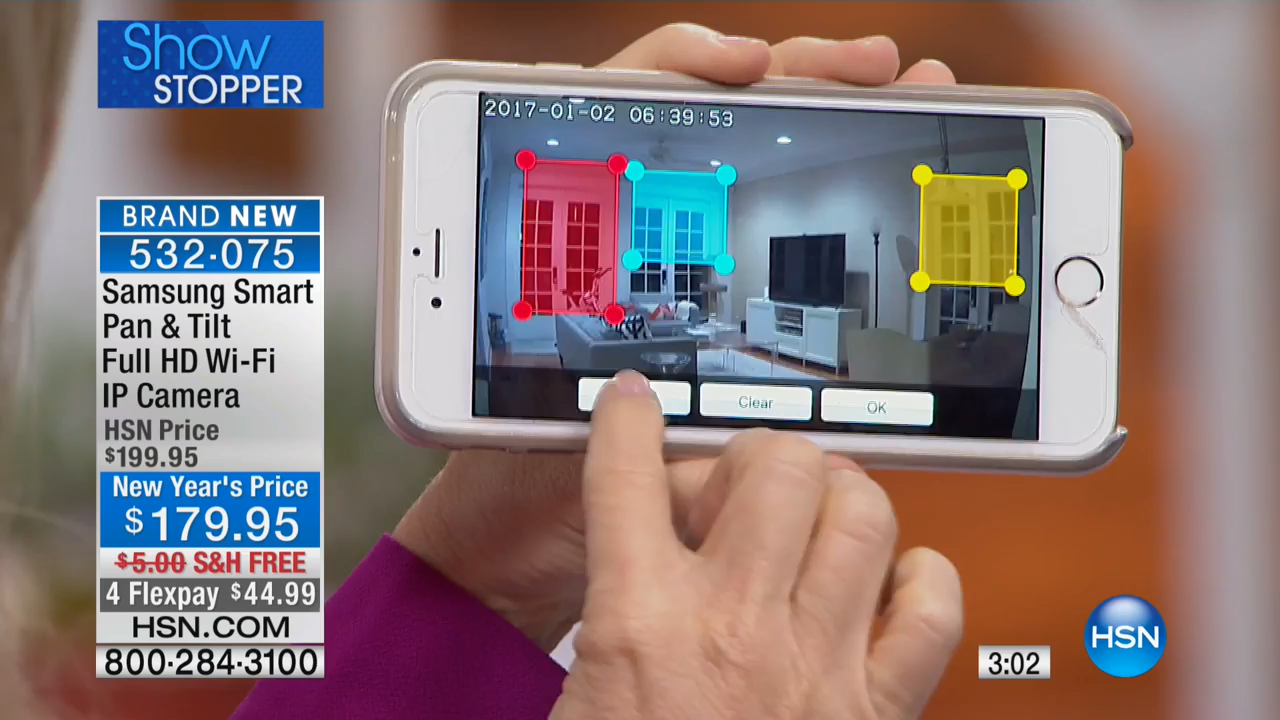 Show
STOPPER
BRAND NEW
532·075
Samsung Smart
Pan & Tilt
Full HD Wi-Fi
IP Camera
HSN Price
$199.95
New Year's Price
$179.95
$5.00 S&H FREE
4 Flexpay $44.99
HSN.COM
800·284·3100
2017-01-02 06:39:53
Clear
OK
3:02
HSN